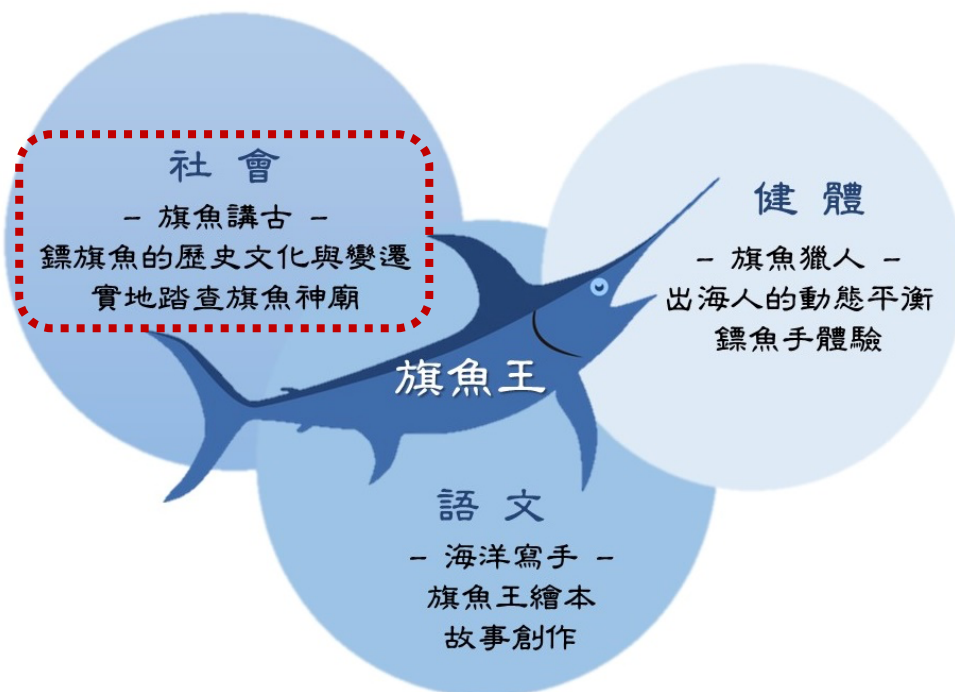 社 會
- 旗魚講古 -
鏢旗魚的歷史文化與變遷
實地踏查旗魚神廟
健 體
- 旗魚獵人 -
出海人的動態平衡
鏢魚手體驗
旗魚王
語 文
- 海洋寫手 -
旗魚王繪本
故事創作